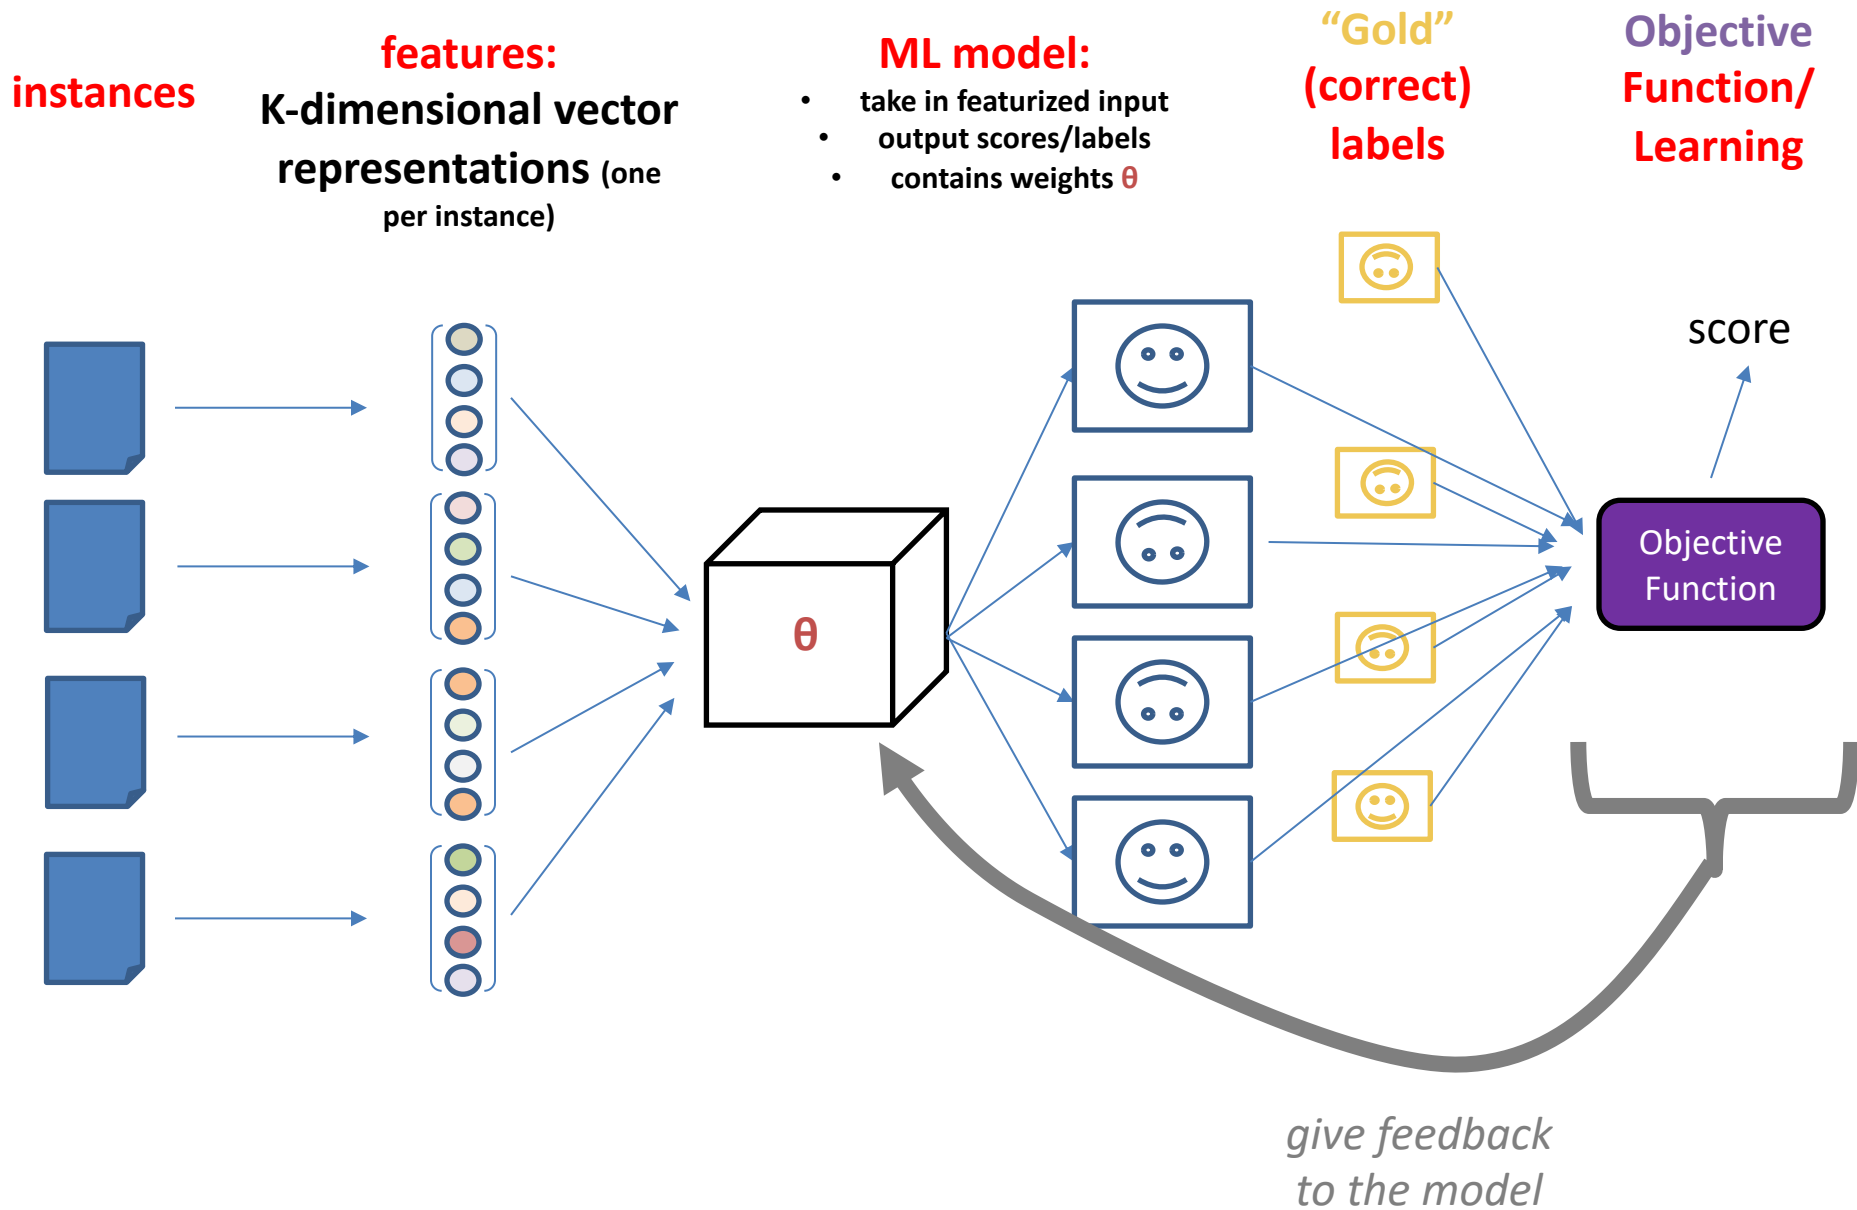 instances
features:
K-dimensional vector
representations (one
per instance)
ML model:
• take in featurized input
• output scores/labels
• contains weights θ
“Gold”
(correct)
labels
Objective
Function/
Learning
θ
score
Objective
Function
give feedback
to the model